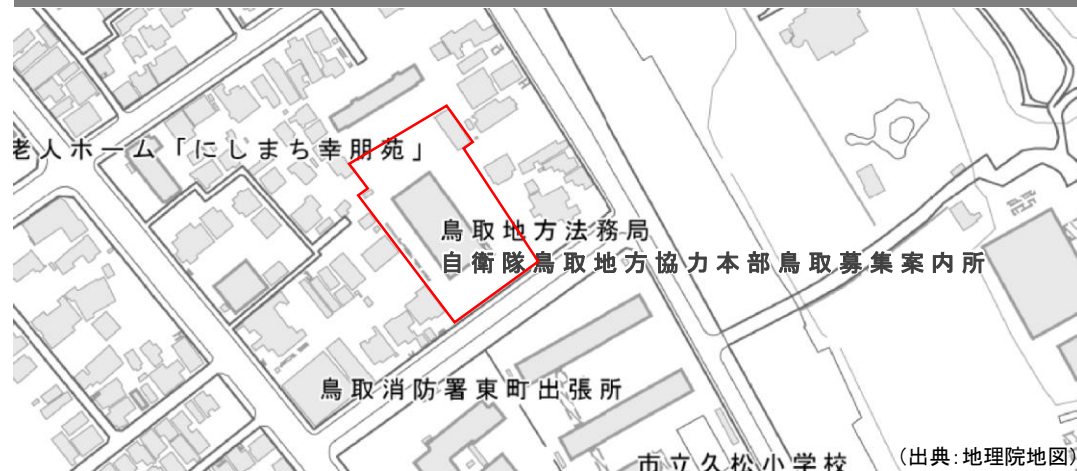 老人ホーム「にしまち幸朋苑」
鳥取地方法務局
自衛隊鳥取地方協力本部鳥取募集案内所
鳥取消防署東町出張所
市立久松小学校
（出典：地理院地図）